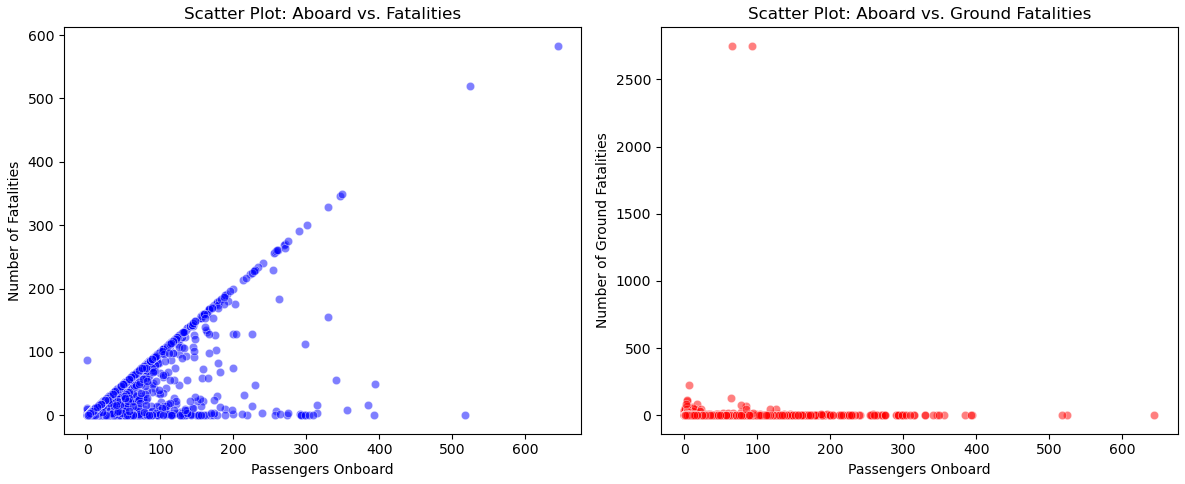 Scatter Plot: Aboard vs. Fatalities
600
500
400
300
200
100
0
Number of Fatalities
0 100 200 300 400 500 600
Passengers Onboard
Scatter Plot: Aboard vs. Ground Fatalities
2500
2000
1500
1000
500
0
Number of Ground Fatalities
0 100 200 300 400 500 600
Passengers Onboard